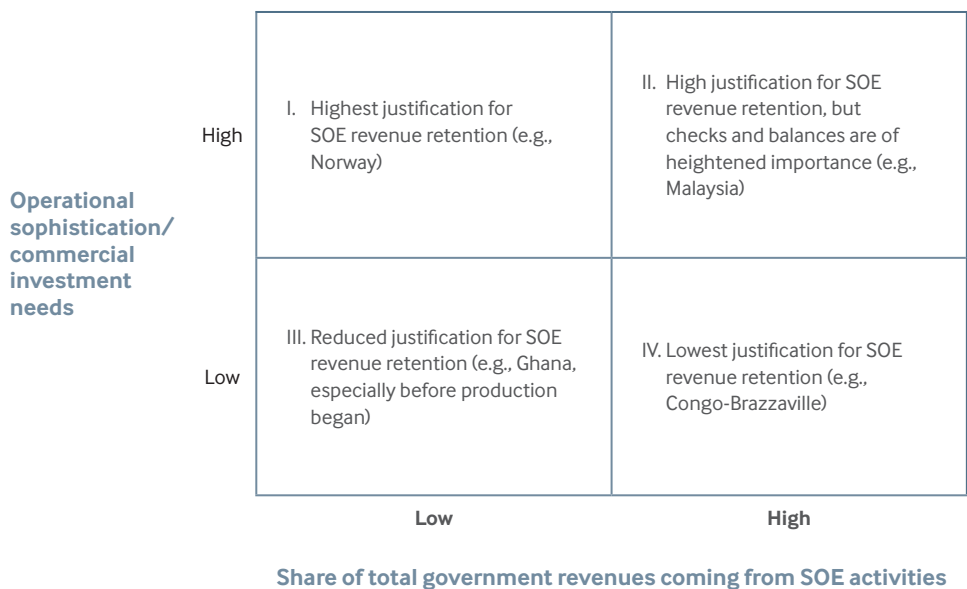 Operational
sophistication/
commercial
investment
needs
High
I. Highest justification for
SOE revenue retention (e.g.,
Norway)
II. High justification for SOE
revenue retention, but
checks and balances are of
heightened importance (e.g.,
Malaysia)
Low
III. Reduced justification for SOE
revenue retention (e.g., Ghana,
especially before production
began)
IV. Lowest justification for SOE
revenue retention (e.g.,
Congo-Brazzaville)
Low
High
Share of total government revenues coming from SOE activities